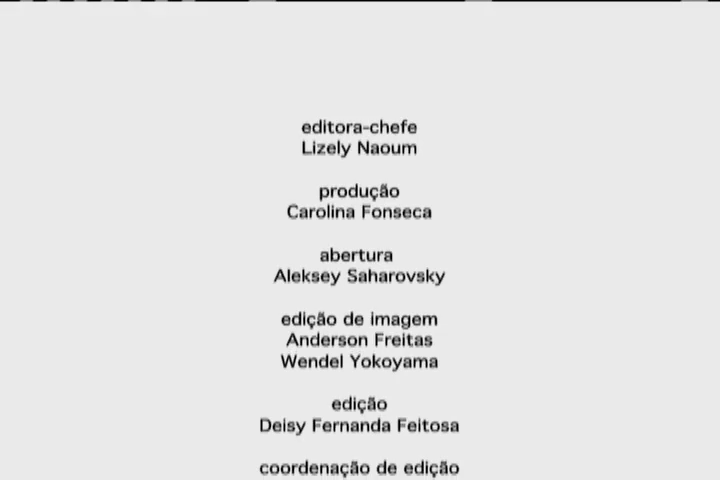 editora-chefe
Lizely Naoum
produção
Carolina Fonseca
abertura
Aleksey Saharovsky
edição de imagem
Anderson Freitas
Wendel Yokoyama
edição
Deisy Fernanda Feitosa
coordenação de edição